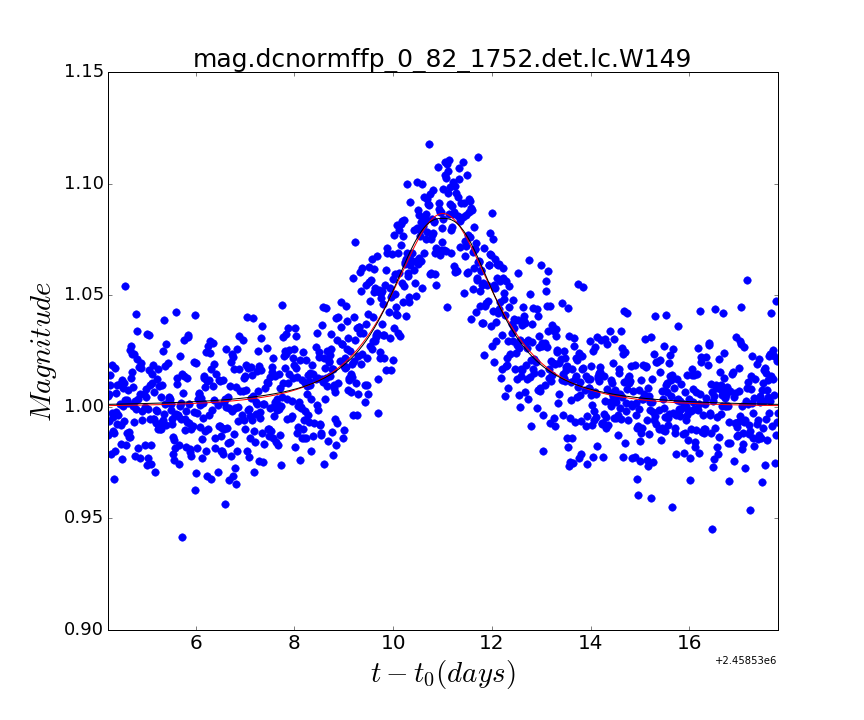 mag.dcnormffp_0_82_1752.det.lc.W149
1.15
1.10
1.05
1.00
0.95
0.90
Magnitude
6 8 10 12 14 16
+2.45853e6
t − t₀(days)